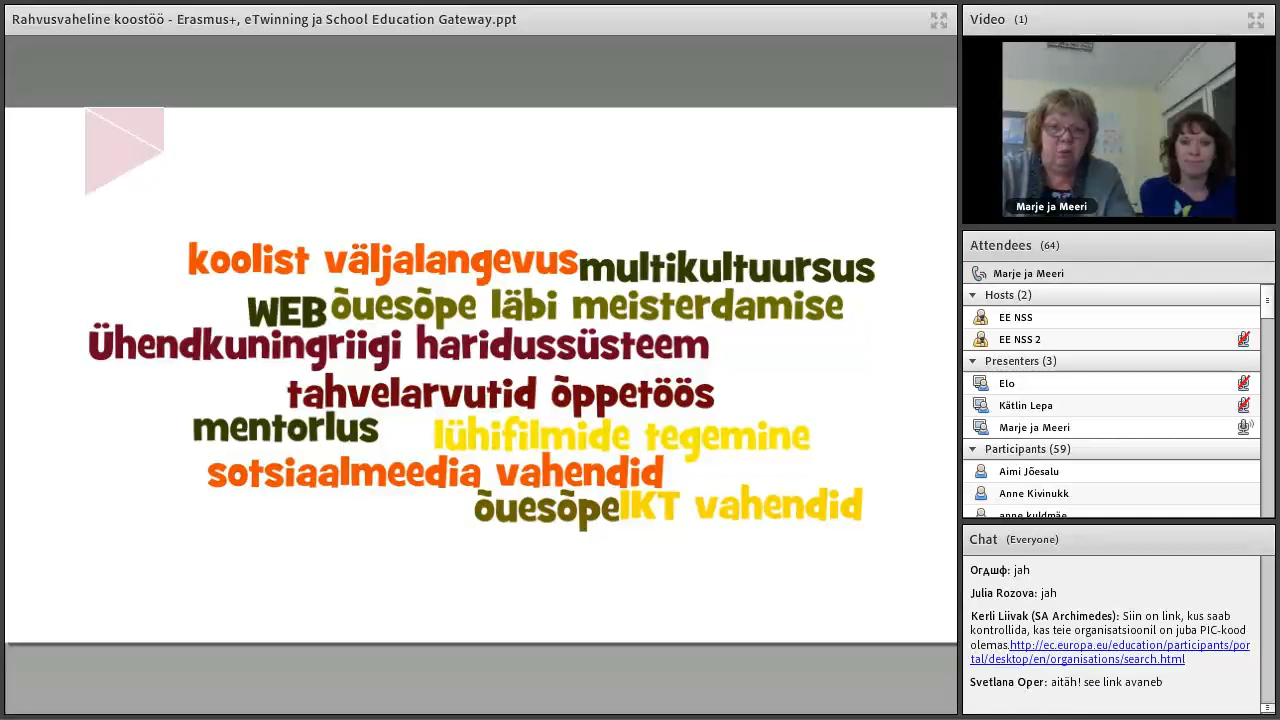 Rahvusvaheline koostöö - Erasmus+, eTwinning ja School Education Gateway.ppt
koolist väljalangevus
multikultuursus
WEB
õuesõpe läbi meisterdamise
Ühendkuningriigi haridussüsteem
tahvelarvutid õppetöös
mentorlus
lühifilmide tegemine
sotsiaalmeedia vahendid
õuesõpe
IKT vahendid
Video (1)
Marje ja Meeri
Attendees (64)
Marje ja Meeri
Hosts (2)
EE NSS
EE NSS 2
Presenters (3)
Elo
Kätlin Lepa
Marje ja Meeri
Participants (59)
Aimi Jõesalu
Anne Kivinukk
anne kuldmäe
Chat (Everyone)
Огдшф: jah
Julia Rozova: jah
Kerli Liivak (SA Archimedes): Siin on link, kus saab
kontrollida, kas teie organisatsioonil on juba PIC-kood
olemas.http://ec.europa.eu/education/participants/por
tal/desktop/en/organisations/search.html
Svetlana Oper: aitäh! see link avaneb